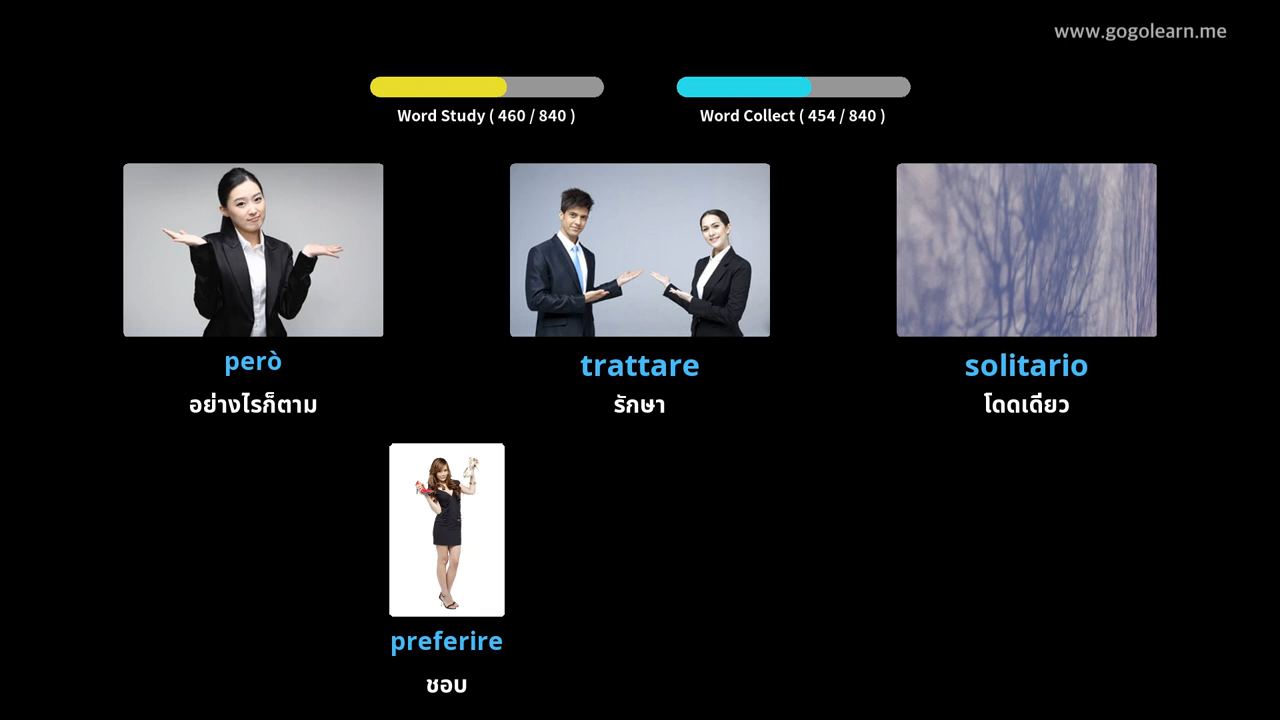 www.gogolearn.me
Word Study ( 460 / 840 )
Word Collect ( 454 / 840 )
però
trattare
solitario
อย่างไรก็ตาม
รักษา
โดดเดี่ยว
preferire
ชอบ